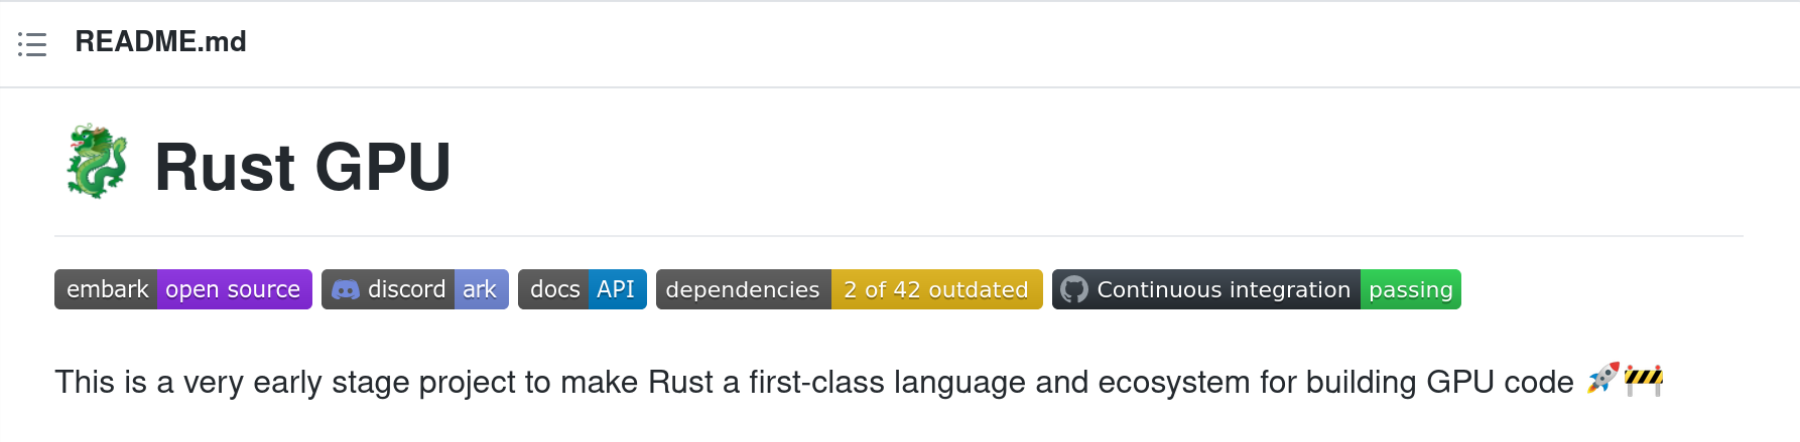 README.md
🐉 Rust GPU
embark open source discord ark docs API dependencies 2 of 42 outdated Continuous integration passing
This is a very early stage project to make Rust a first-class language and ecosystem for building GPU code 🚀🚧